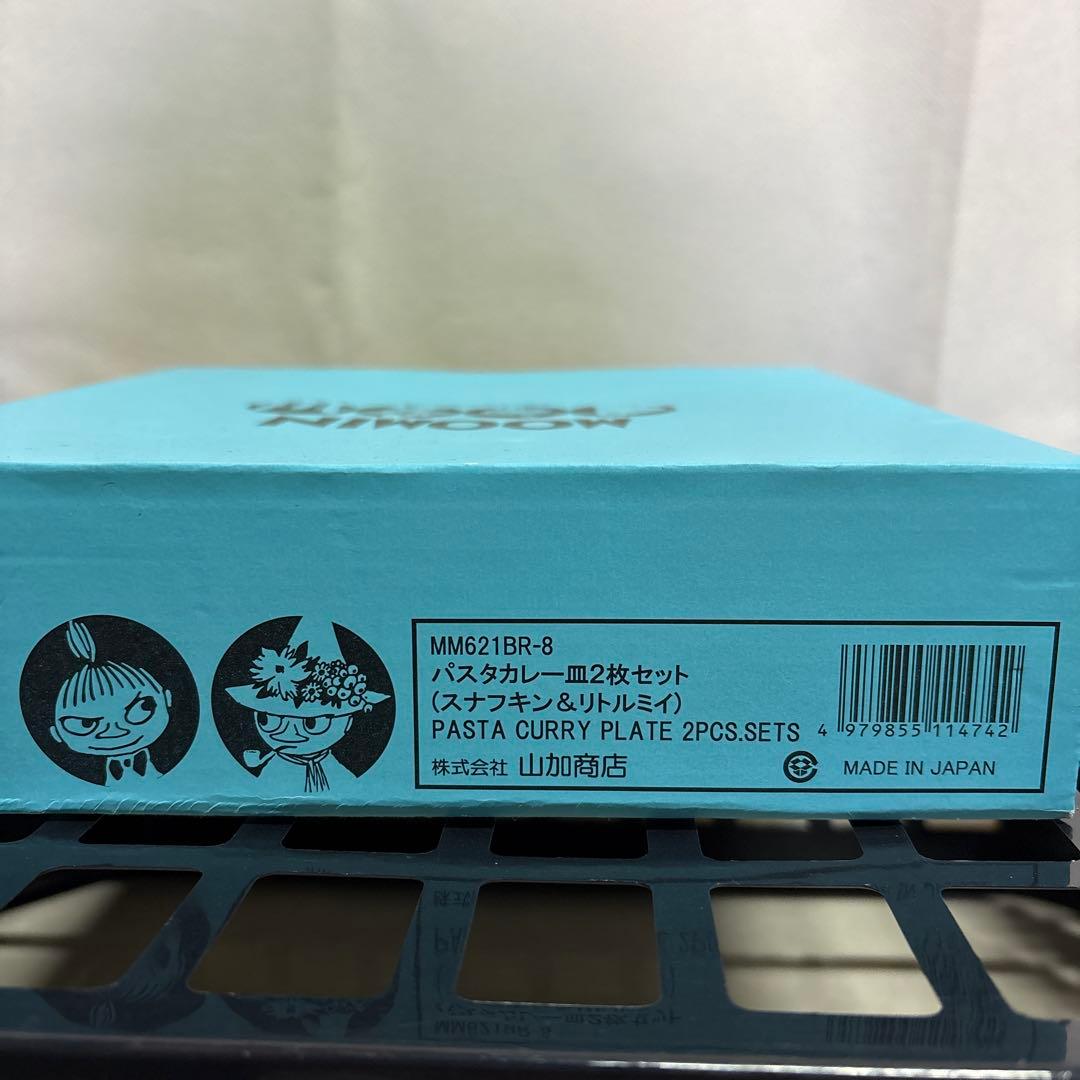 MOOMIN
MM621BR-8
パスタカレー皿2枚セット
(スナフキン&リトルミイ)
PASTA CURRY PLATE 2PCS.SETS
4 979855 114742
株式会社 山加商店
MADE IN JAPAN